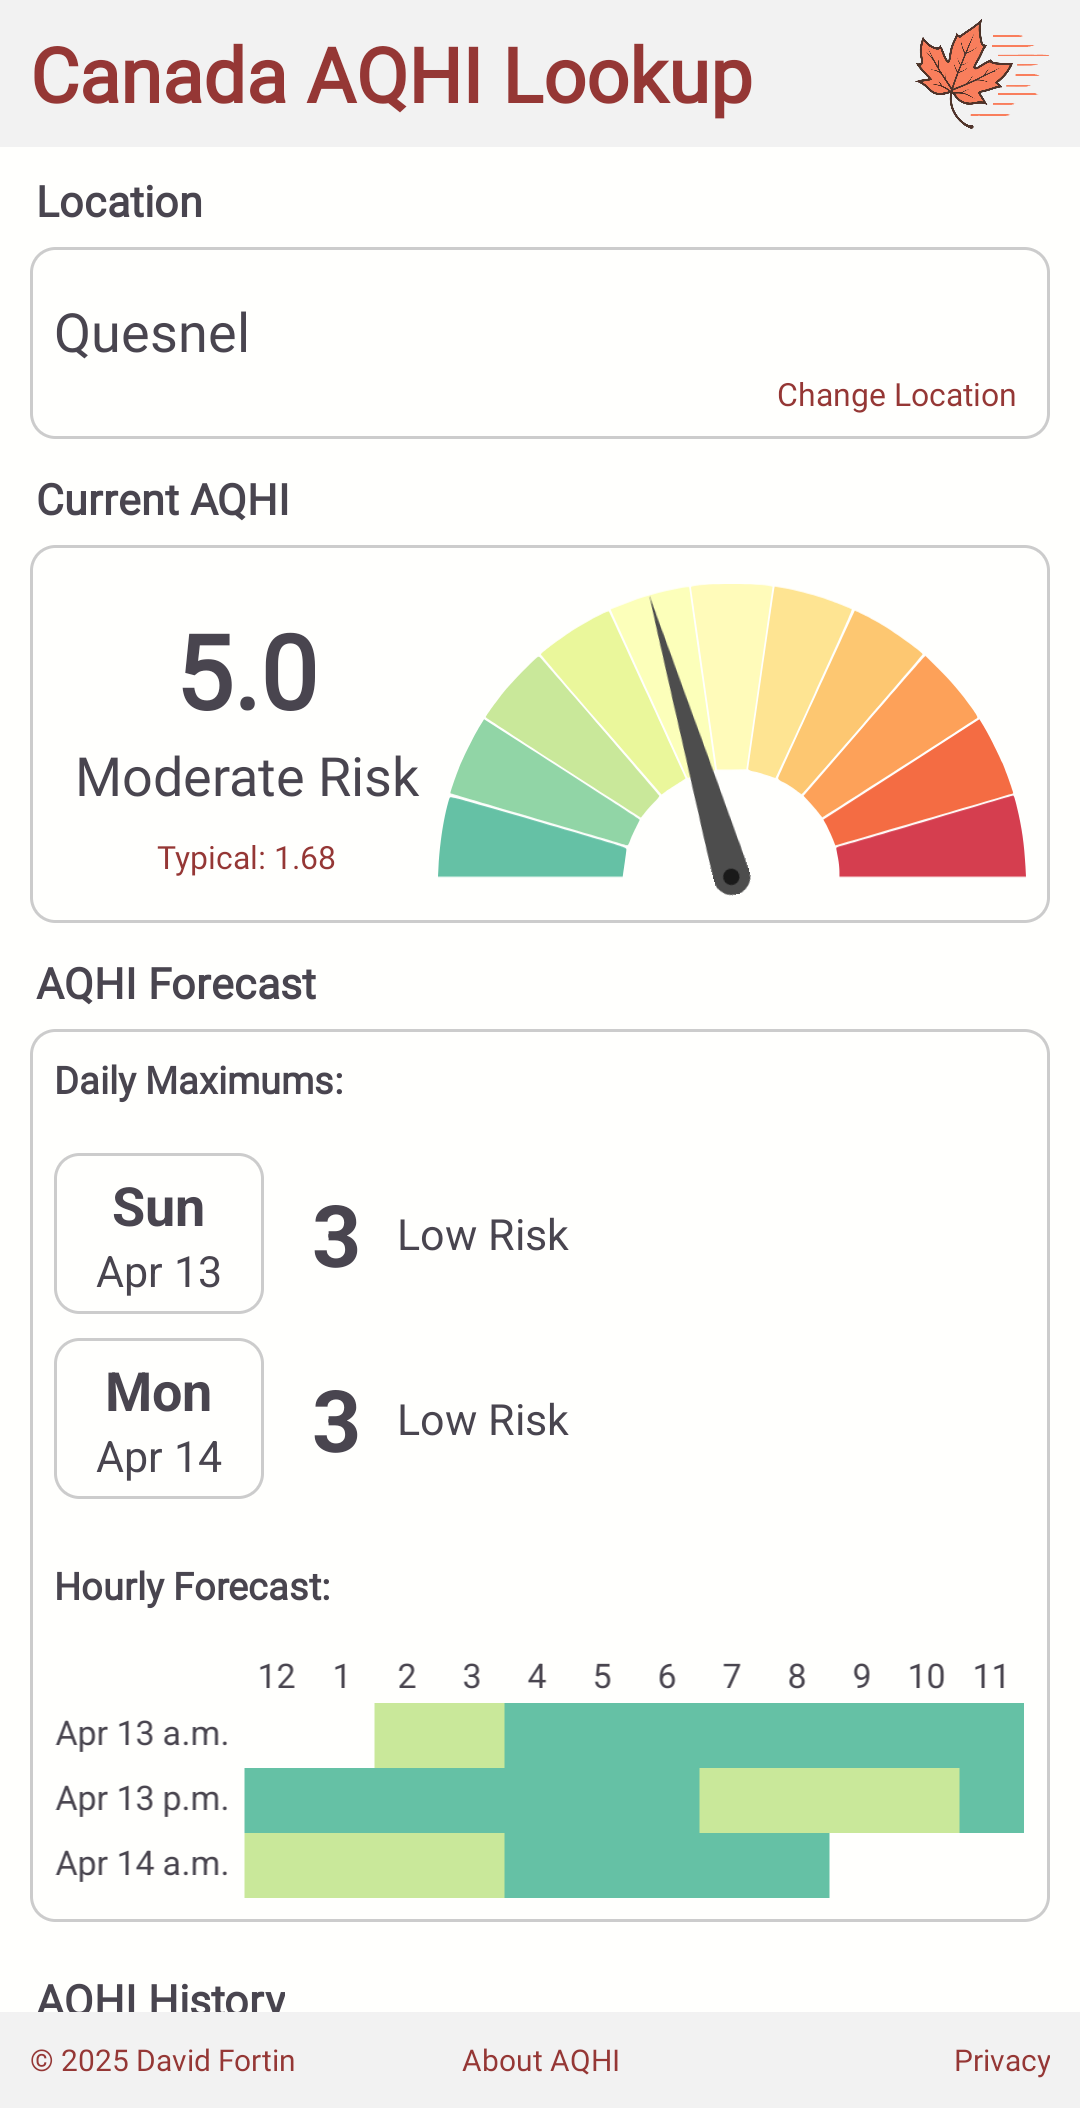 Canada AQHI Lookup
Location
Quesnel
Change Location
Current AQHI
5.0
Moderate Risk
Typical: 1.68
AQHI Forecast
Daily Maximums:
Sun
Apr 13
3 Low Risk
Mon
Apr 14
3 Low Risk
Hourly Forecast:
12 1 2 3 4 5 6 7 8 9 10 11
Apr 13 a.m.
Apr 13 p.m.
Apr 14 a.m.
AQHI History
© 2025 David Fortin About AQHI Privacy